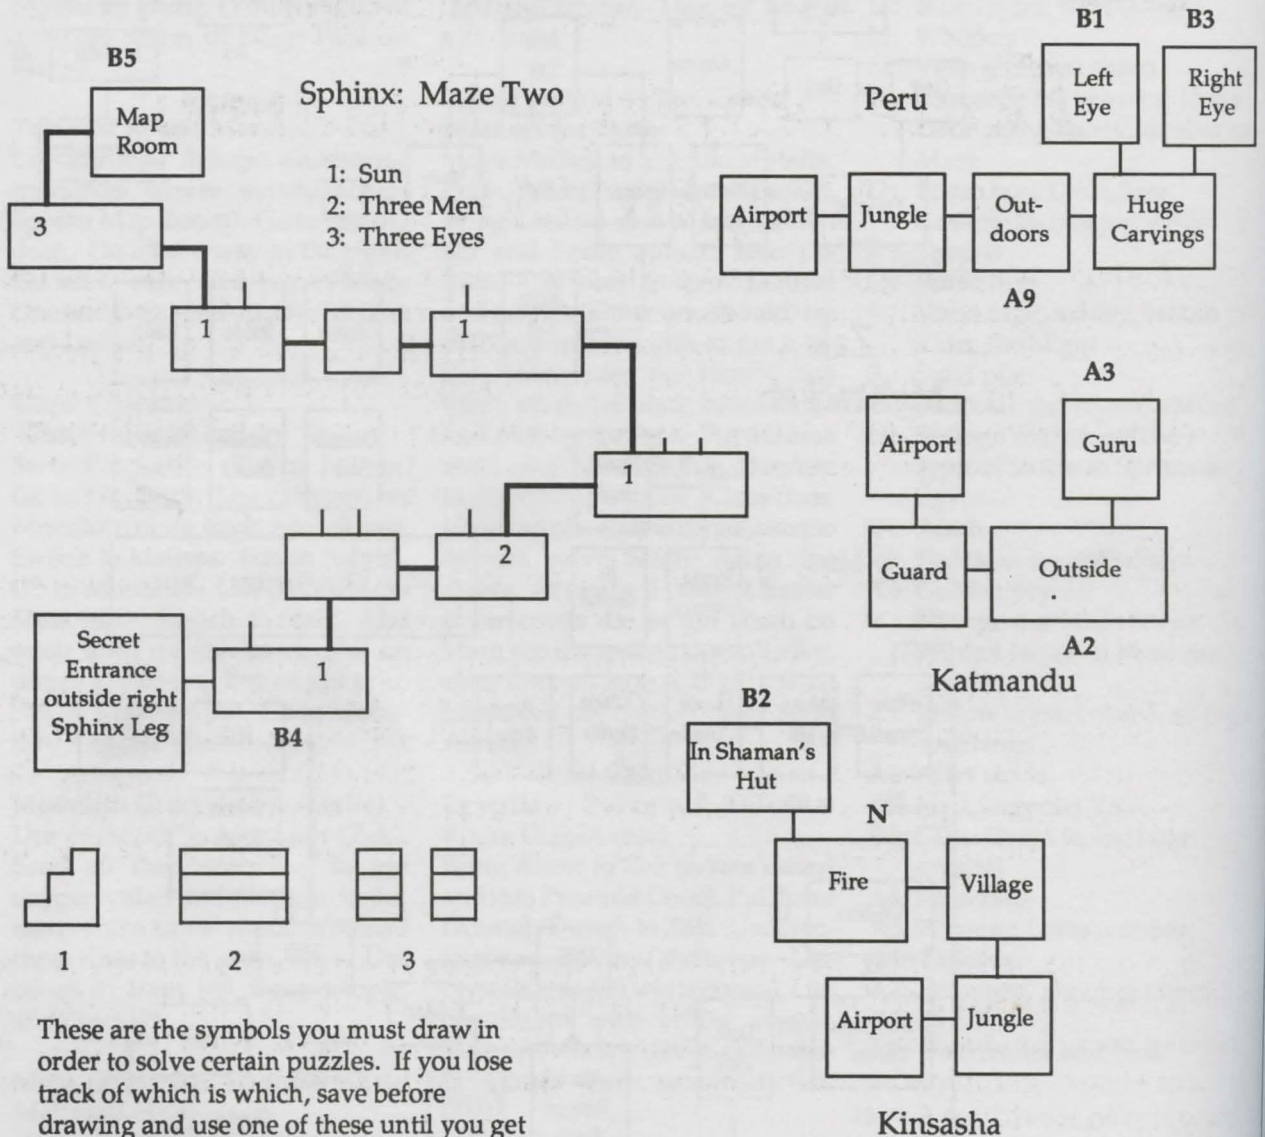 B5
Map
Room
3
Sphinx: Maze Two
1: Sun
2: Three Men
3: Three Eyes
1
1
1
2
1
Secret
Entrance
outside right
Sphinx Leg
B4
1
2
3
These are the symbols you must draw in
order to solve certain puzzles. If you lose
track of which is which, save before
drawing and use one of these until you get
Peru
B1
B3
Left
Eye
Right
Eye
Airport
Jungle
Out-
doors
Huge
Carvings
A9
A3
Airport
Guru
Guard
Outside
A2
Katmandu
B2
In Shaman's
Hut
N
Fire
Village
Airport
Jungle
Kinsasha